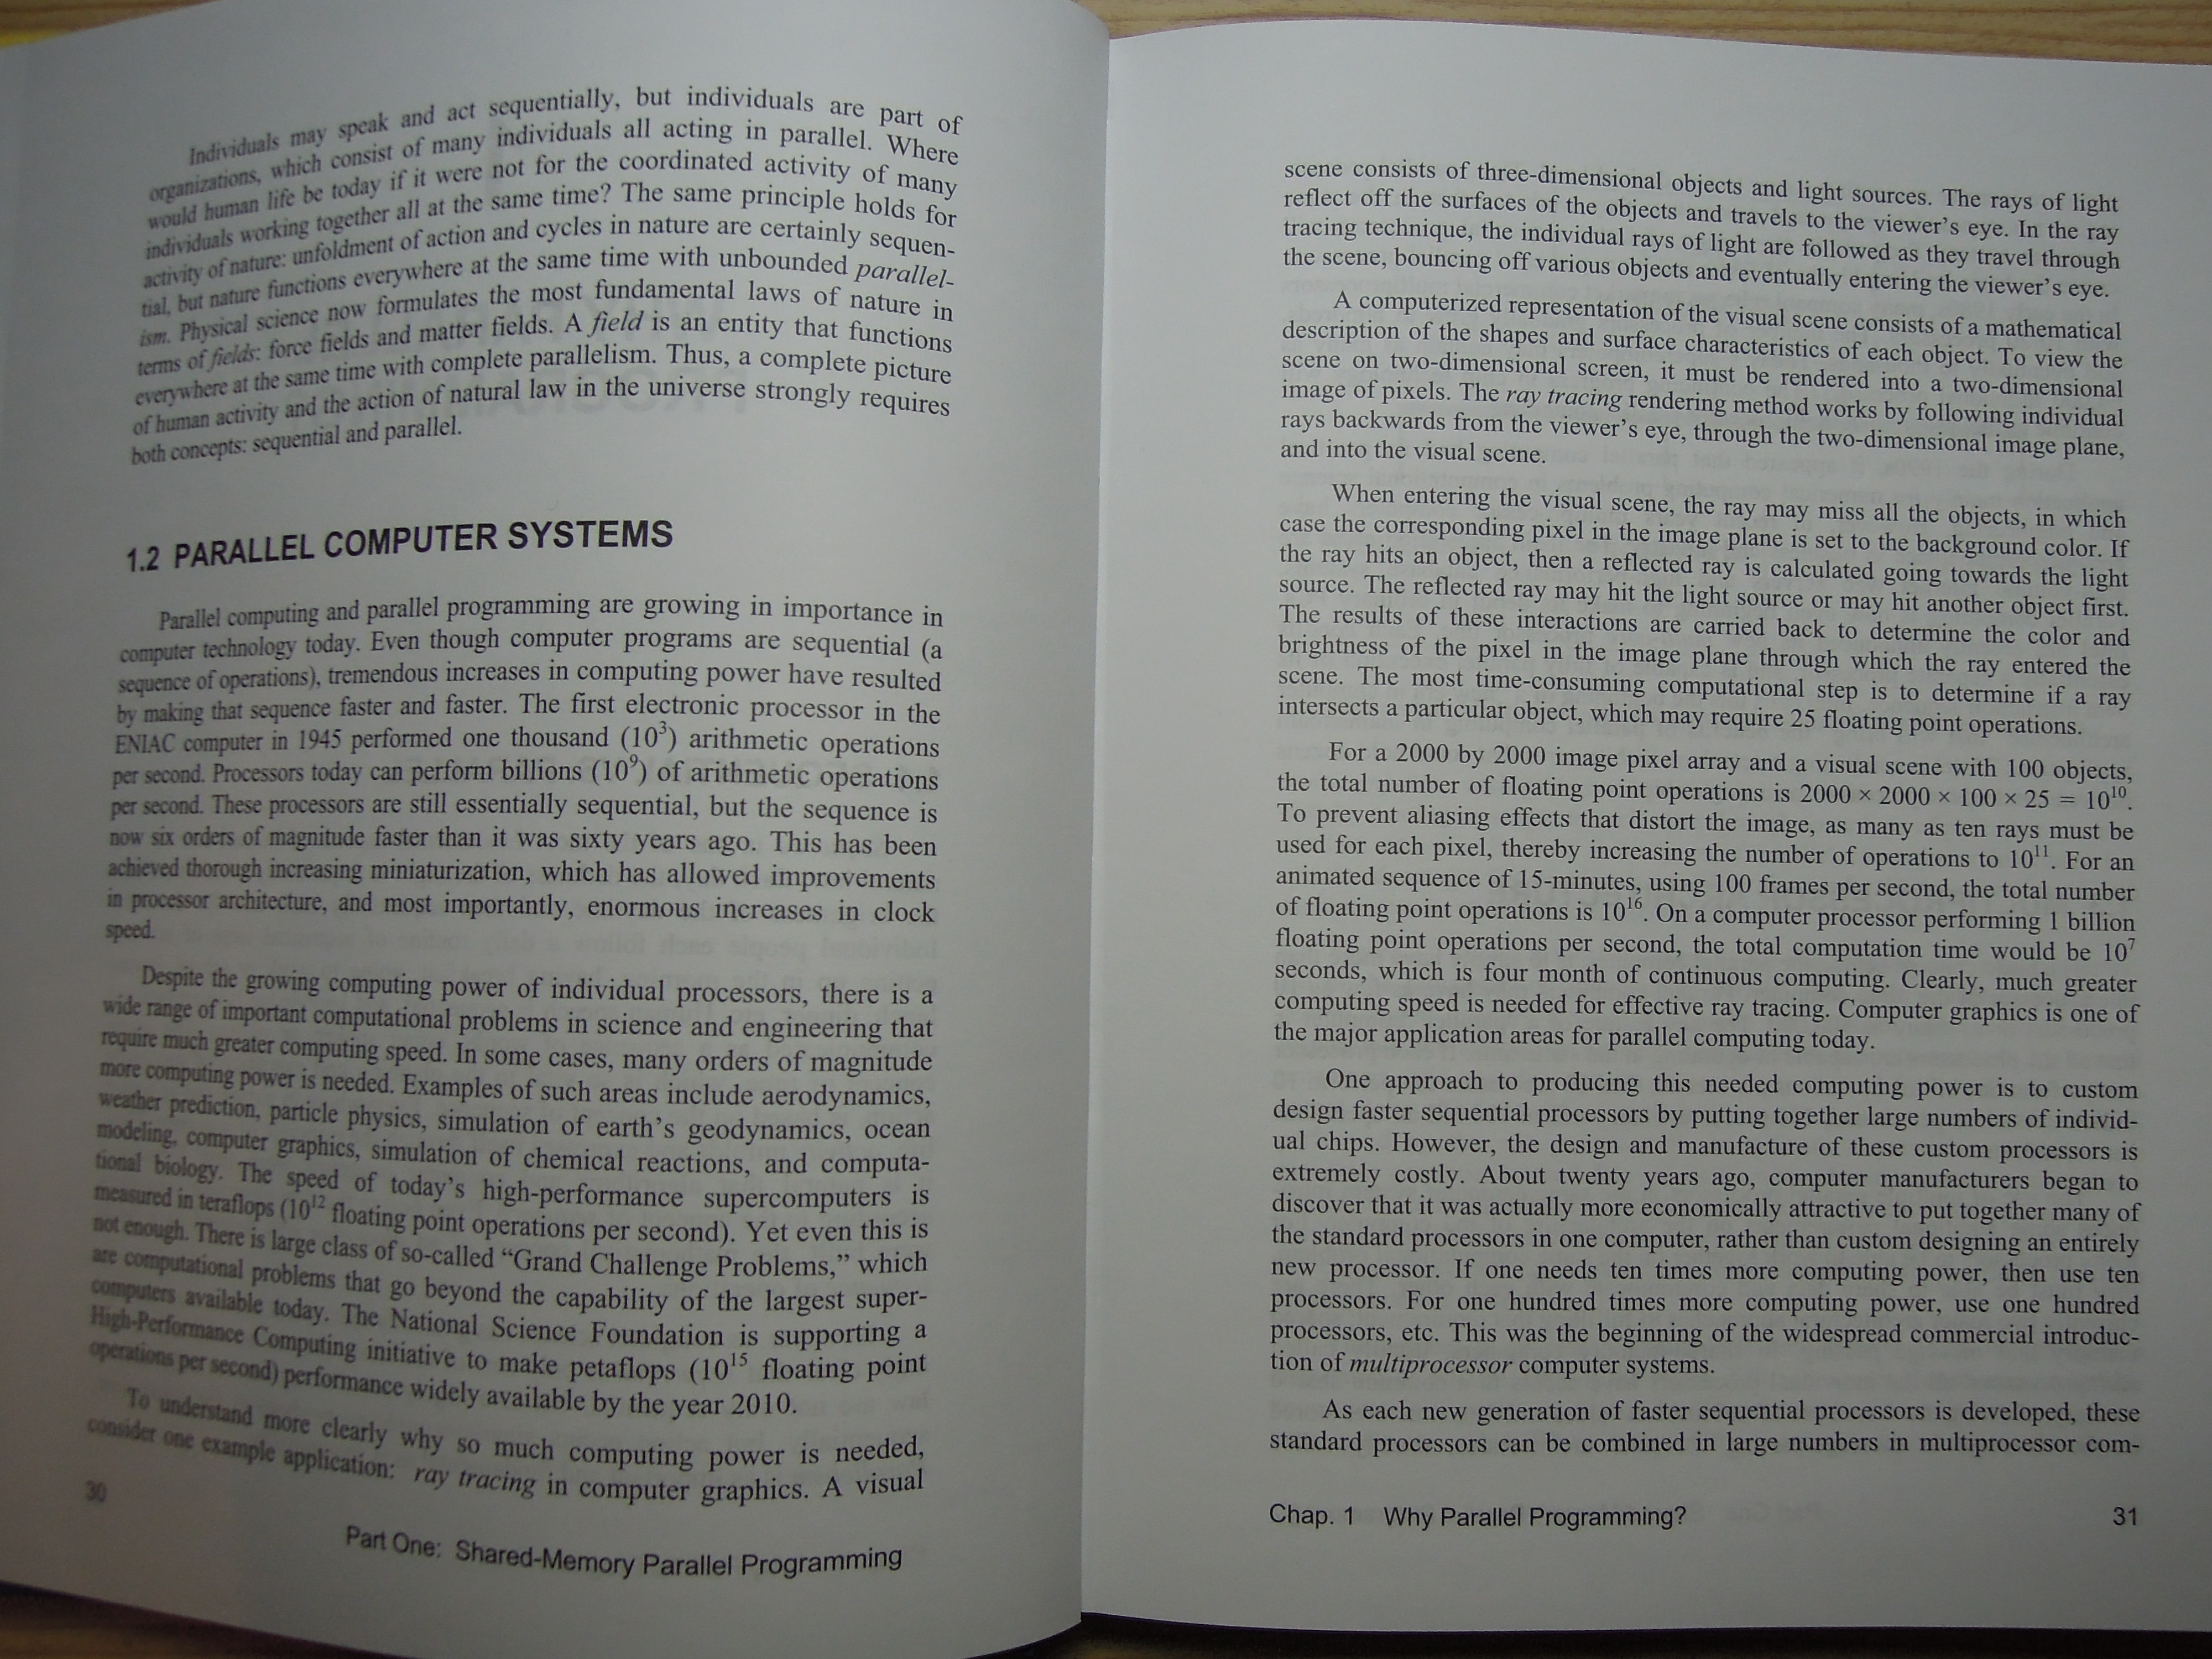 Individuals may speak and act sequentially, but individuals are part of
organizations, which consist of many individuals all acting in parallel. Where
would human life be today if it were not for the coordinated activity of many
individuals working together all at the same time? The same principle holds for
activity of nature: unfoldment of action and cycles in nature are certainly sequen-
tial, but nature functions everywhere at the same time with unbounded parallel-
ism. Physical science now formulates the most fundamental laws of nature in
terms of fields: force fields and matter fields. A field is an entity that functions
everywhere at the same time with complete parallelism. Thus, a complete picture
of human activity and the action of natural law in the universe strongly requires
both concepts: sequential and parallel.
1.2 PARALLEL COMPUTER SYSTEMS
Parallel computing and parallel programming are growing in importance in
computer technology today. Even though computer programs are sequential (a
sequence of operations), tremendous increases in computing power have resulted
by making that sequence faster and faster. The first electronic processor in the
ENIAC computer in 1945 performed one thousand (10³) arithmetic operations
per second. Processors today can perform billions (10⁹) of arithmetic operations
per second. These processors are still essentially sequential, but the sequence is
now six orders of magnitude faster than it was sixty years ago. This has been
achieved thorough increasing miniaturization, which has allowed improvements
in processor architecture, and most importantly, enormous increases in clock
speed.
Despite the growing computing power of individual processors, there is a
wide range of important computational problems in science and engineering that
require much greater computing speed. In some cases, many orders of magnitude
more computing power is needed. Examples of such areas include aerodynamics,
weather prediction, particle physics, simulation of earth's geodynamics, ocean
modeling, computer graphics, simulation of chemical reactions, and computa-
tional biology. The speed of today's high-performance supercomputers is
measured in teraflops (10¹² floating point operations per second). Yet even this is
not enough. There is large class of so-called “Grand Challenge Problems,” which
are computational problems that go beyond the capability of the largest super-
computers available today. The National Science Foundation is supporting a
High-Performance Computing initiative to make petaflops (10¹⁵ floating point
operations per second) performance widely available by the year 2010.
To understand more clearly why so much computing power is needed,
consider one example application: ray tracing in computer graphics. A visual
30
Part One: Shared-Memory Parallel Programming
scene consists of three-dimensional objects and light sources. The rays of light
reflect off the surfaces of the objects and travels to the viewer's eye. In the ray
tracing technique, the individual rays of light are followed as they travel through
the scene, bouncing off various objects and eventually entering the viewer's eye.
A computerized representation of the visual scene consists of a mathematical
description of the shapes and surface characteristics of each object. To view the
scene on two-dimensional screen, it must be rendered into a two-dimensional
image of pixels. The ray tracing rendering method works by following individual
rays backwards from the viewer's eye, through the two-dimensional image plane,
and into the visual scene.
When entering the visual scene, the ray may miss all the objects, in which
case the corresponding pixel in the image plane is set to the background color. If
the ray hits an object, then a reflected ray is calculated going towards the light
source. The reflected ray may hit the light source or may hit another object first.
The results of these interactions are carried back to determine the color and
brightness of the pixel in the image plane through which the ray entered the
scene. The most time-consuming computational step is to determine if a ray
intersects a particular object, which may require 25 floating point operations.
For a 2000 by 2000 image pixel array and a visual scene with 100 objects,
the total number of floating point operations is 2000 × 2000 × 100 × 25 = 10¹⁰.
To prevent aliasing effects that distort the image, as many as ten rays must be
used for each pixel, thereby increasing the number of operations to 10¹¹. For an
animated sequence of 15-minutes, using 100 frames per second, the total number
of floating point operations is 10¹⁶. On a computer processor performing 1 billion
floating point operations per second, the total computation time would be 10⁷
seconds, which is four month of continuous computing. Clearly, much greater
computing speed is needed for effective ray tracing. Computer graphics is one of
the major application areas for parallel computing today.
One approach to producing this needed computing power is to custom
design faster sequential processors by putting together large numbers of individ-
ual chips. However, the design and manufacture of these custom processors is
extremely costly. About twenty years ago, computer manufacturers began to
discover that it was actually more economically attractive to put together many of
the standard processors in one computer, rather than custom designing an entirely
new processor. If one needs ten times more computing power, then use ten
processors. For one hundred times more computing power, use one hundred
processors, etc. This was the beginning of the widespread commercial introduc-
tion of multiprocessor computer systems.
As each new generation of faster sequential processors is developed, these
standard processors can be combined in large numbers in multiprocessor com-
Chap. 1 Why Parallel Programming?
31